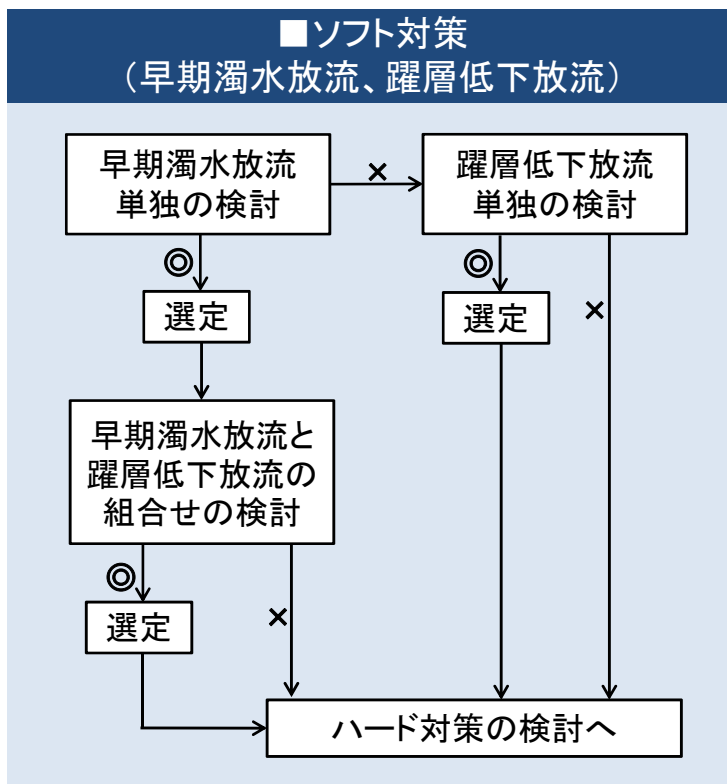 ■ソフト対策
（早期濁水放流、躍層低下放流）
早期濁水放流
単独の検討
×
躍層低下放流
単独の検討
◎
選定
◎
選定
×
早期濁水放流と
躍層低下放流の
組合せの検討
◎
選定
×
ハード対策の検討へ